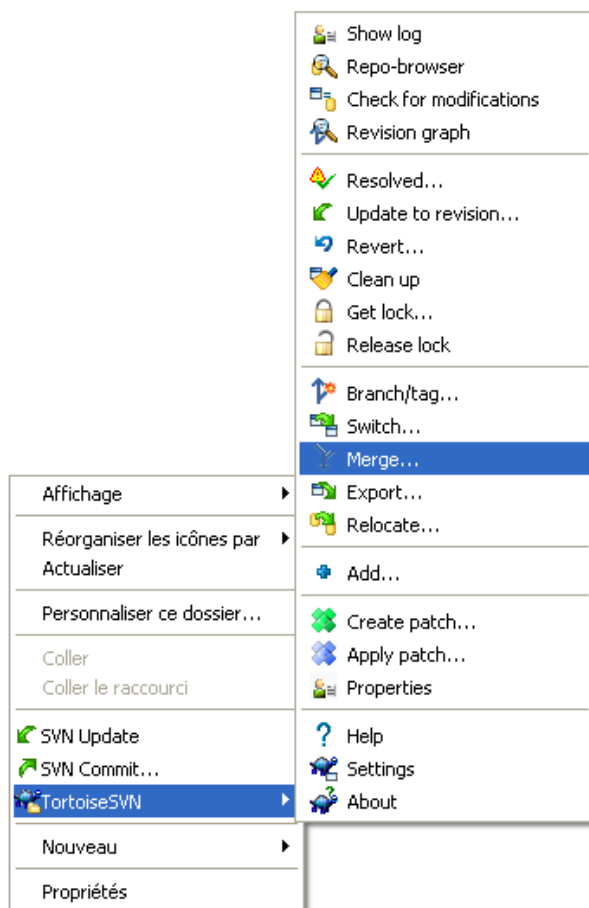 Show log
Repo-browser
Check for modifications
Revision graph
Resolved...
Update to revision...
Revert...
Clean up
Get lock...
Release lock
Branch/tag...
Switch...
Merge...
Export...
Relocate...
Add...
Create patch...
Apply patch...
Properties
Help
Settings
About
Affichage
Réorganiser les icônes par
Actualiser
Personnaliser ce dossier...
Coller
Coller le raccourci
SVN Update
SVN Commit...
TortoiseSVN
Nouveau
Propriétés